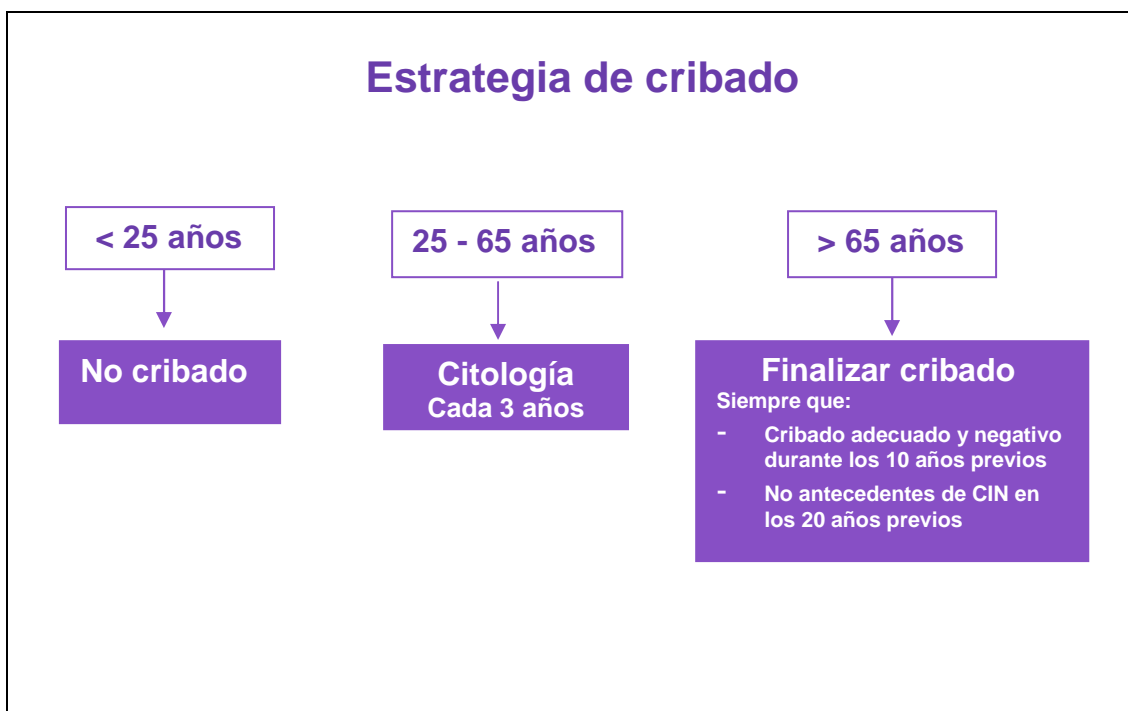 Estrategia de cribado
< 25 años
No cribado
25 - 65 años
Citología
Cada 3 años
> 65 años
Finalizar cribado
Siempre que:
- Cribado adecuado y negativo
durante los 10 años previos
- No antecedentes de CIN en
los 20 años previos